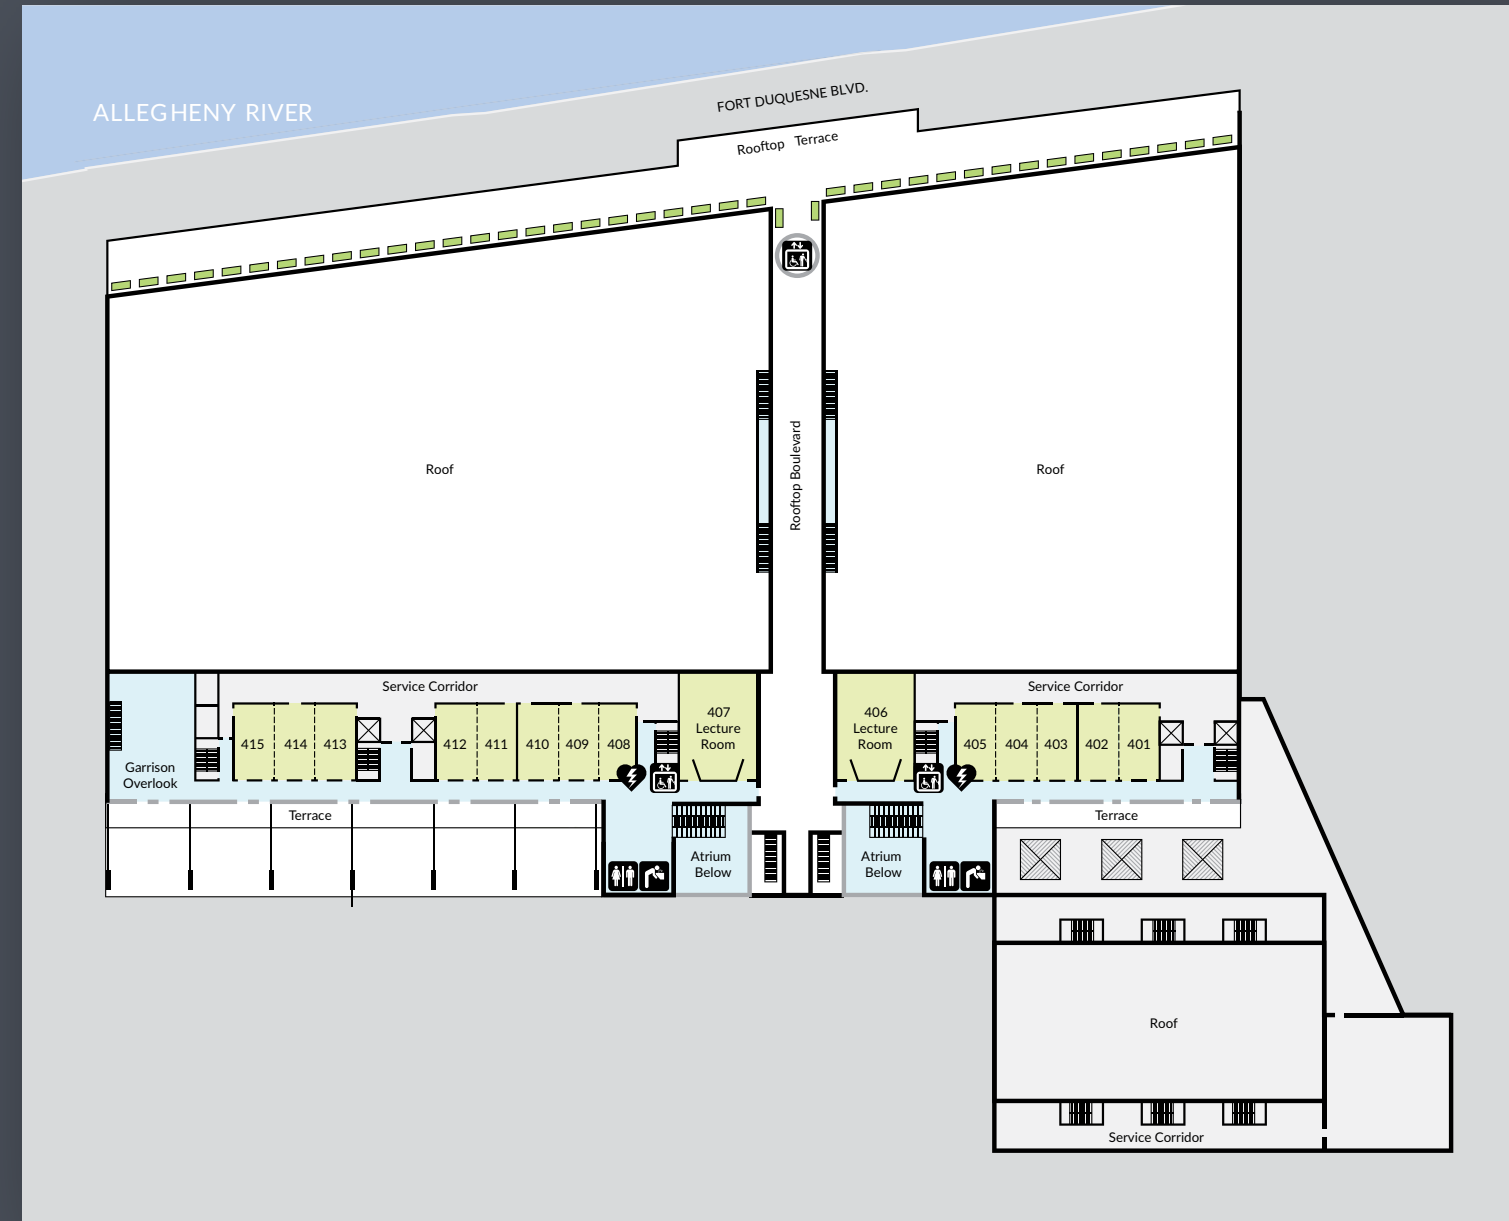 FORT DUQUESNE BLVD.
ALLEGHENY RIVER
Rooftop Terrace
Rooftop Boulevard
Roof
Roof
Service Corridor
Service Corridor
407
Lecture
Room
406
Lecture
Room
415 414 413 412 411 410 409 408
405 404 403 402 401
Garrison
Overlook
Terrace
Terrace
Atrium
Below
Atrium
Below
Roof
Service Corridor